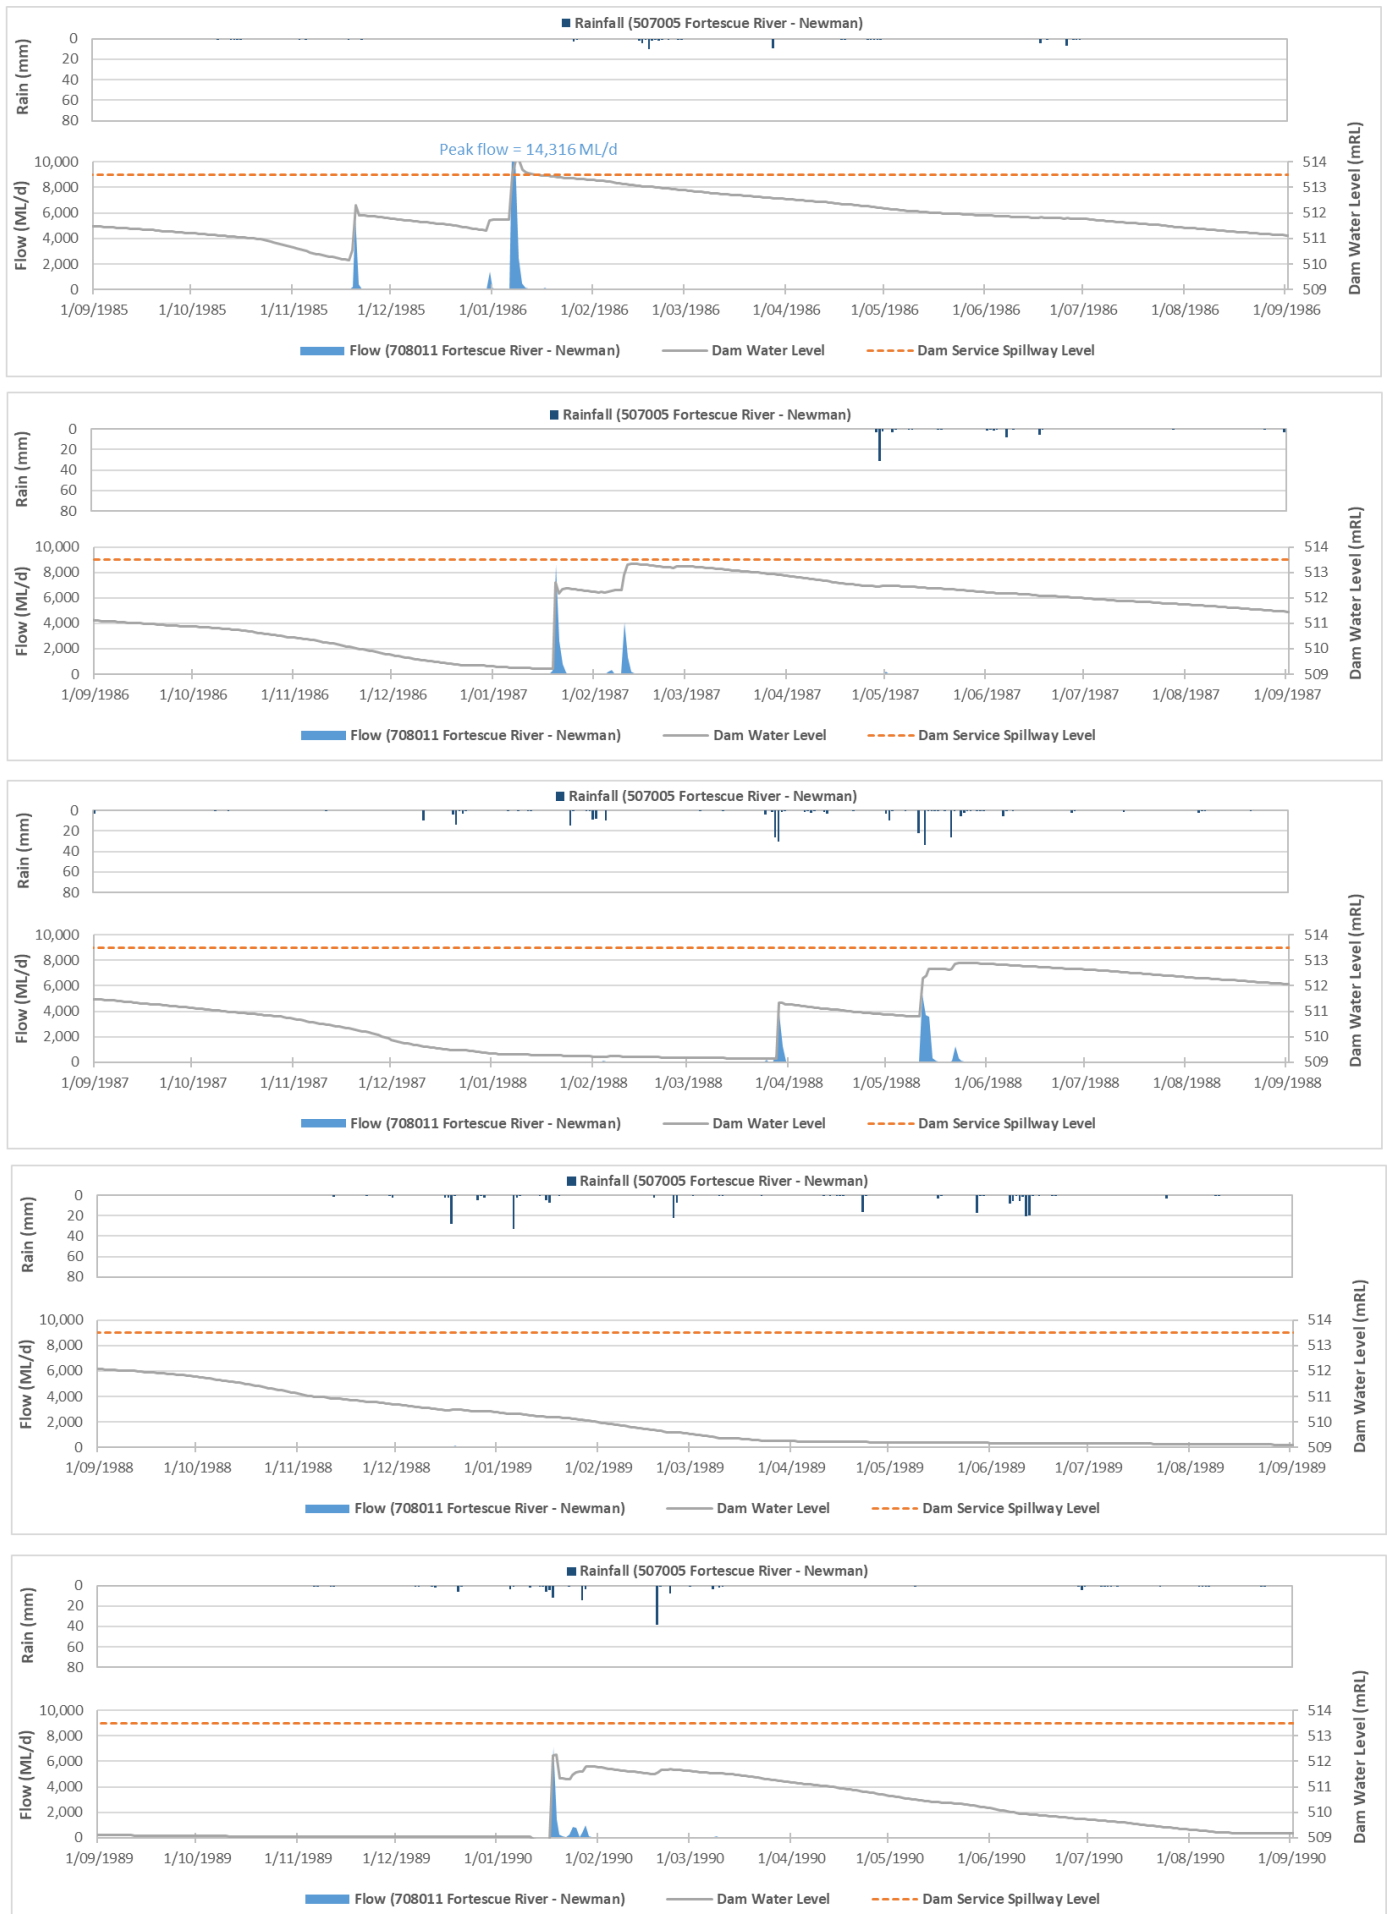 Rainfall (507005 Fortescue River - Newman)
Rain (mm)
0
20
40
60
80
Peak flow = 14,316 ML/d
Flow (ML/d)
10,000
8,000
6,000
4,000
2,000
0
514
513
512
511
510
509
Dam Water Level (mRL)
1/09/1985 1/10/1985 1/11/1985 1/12/1985 1/01/1986 1/02/1986 1/03/1986 1/04/1986 1/05/1986 1/06/1986 1/07/1986 1/08/1986 1/09/1986
Flow (708011 Fortescue River - Newman) Dam Water Level Dam Service Spillway Level
Rainfall (507005 Fortescue River - Newman)
Rain (mm)
0
20
40
60
80
Flow (ML/d)
10,000
8,000
6,000
4,000
2,000
0
514
513
512
511
510
509
Dam Water Level (mRL)
1/09/1986 1/10/1986 1/11/1986 1/12/1986 1/01/1987 1/02/1987 1/03/1987 1/04/1987 1/05/1987 1/06/1987 1/07/1987 1/08/1987 1/09/1987
Flow (708011 Fortescue River - Newman) Dam Water Level Dam Service Spillway Level
Rainfall (507005 Fortescue River - Newman)
Rain (mm)
0
20
40
60
80
Flow (ML/d)
10,000
8,000
6,000
4,000
2,000
0
514
513
512
511
510
509
Dam Water Level (mRL)
1/09/1987 1/10/1987 1/11/1987 1/12/1987 1/01/1988 1/02/1988 1/03/1988 1/04/1988 1/05/1988 1/06/1988 1/07/1988 1/08/1988 1/09/1988
Flow (708011 Fortescue River - Newman) Dam Water Level Dam Service Spillway Level
Rainfall (507005 Fortescue River - Newman)
Rain (mm)
0
20
40
60
80
Flow (ML/d)
10,000
8,000
6,000
4,000
2,000
0
514
513
512
511
510
509
Dam Water Level (mRL)
1/09/1988 1/10/1988 1/11/1988 1/12/1988 1/01/1989 1/02/1989 1/03/1989 1/04/1989 1/05/1989 1/06/1989 1/07/1989 1/08/1989 1/09/1989
Flow (708011 Fortescue River - Newman) Dam Water Level Dam Service Spillway Level
Rainfall (507005 Fortescue River - Newman)
Rain (mm)
0
20
40
60
80
Flow (ML/d)
10,000
8,000
6,000
4,000
2,000
0
514
513
512
511
510
509
Dam Water Level (mRL)
1/09/1989 1/10/1989 1/11/1989 1/12/1989 1/01/1990 1/02/1990 1/03/1990 1/04/1990 1/05/1990 1/06/1990 1/07/1990 1/08/1990 1/09/1990
Flow (708011 Fortescue River - Newman) Dam Water Level Dam Service Spillway Level